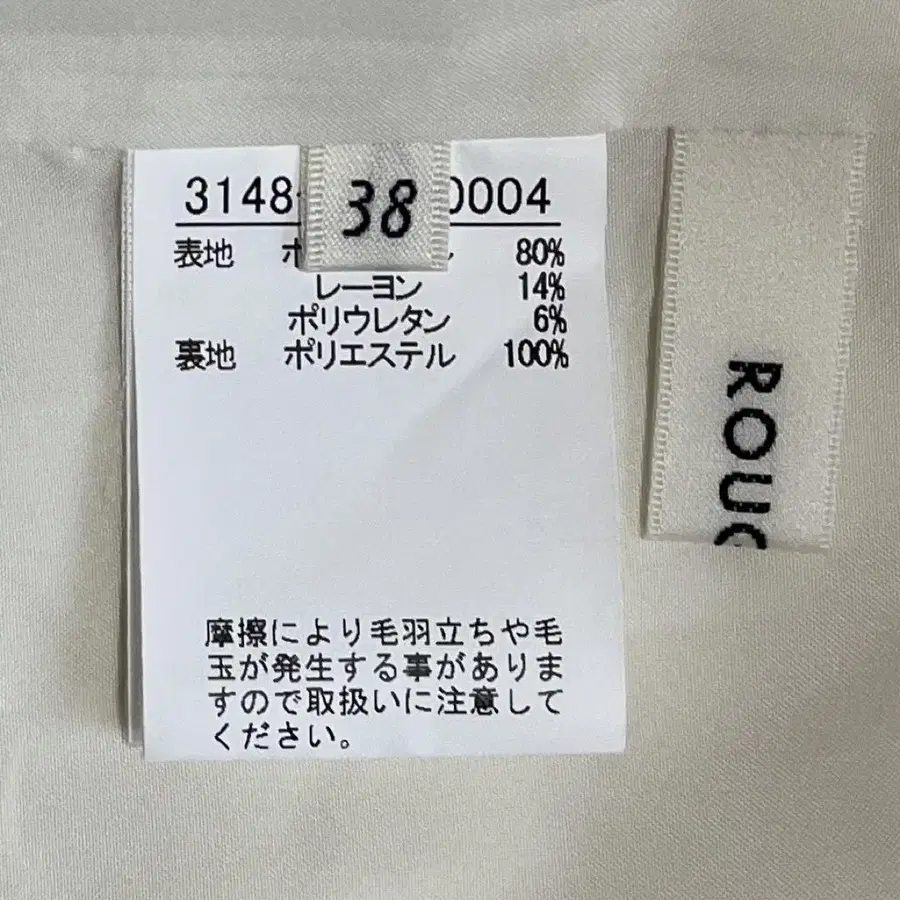 3148 0004
38
表地 80%
レーヨン 14%
ポリウレタン 6%
裏地 ポリエステル 100%
摩擦により毛羽立ちや毛
玉が発生する事がありま
すので取扱いに注意して
ください。
ROU